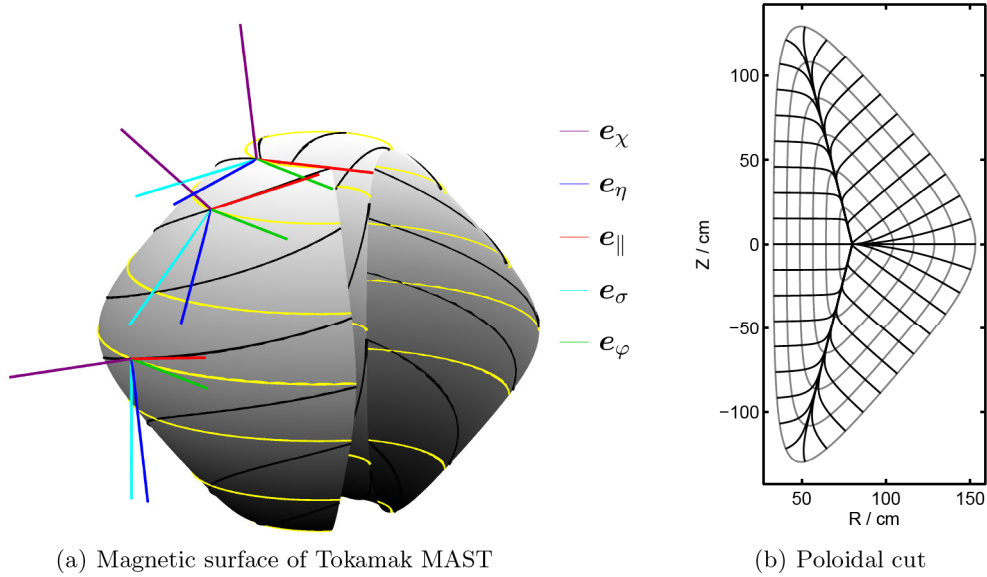 e_χ
e_η
e_∥
e_σ
e_φ
100
50
0
−50
−100
Z / cm
50 100 150
R / cm
(a) Magnetic surface of Tokamak MAST
(b) Poloidal cut